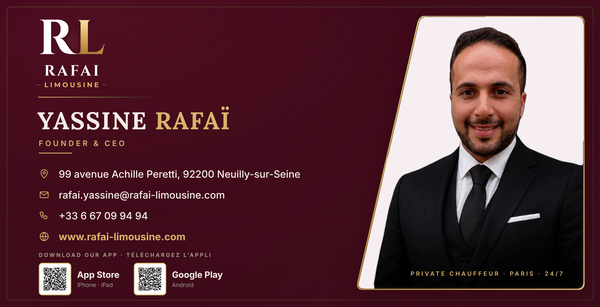 RL
RAFAI
LIMOUSINE
YASSINE RAFAÏ
FOUNDER & CEO
99 avenue Achille Peretti, 92200 Neuilly-sur-Seine
rafai.yassine@rafai-limousine.com
+33 6 67 09 94 94
www.rafai-limousine.com
DOWNLOAD OUR APP · TÉLÉCHARGEZ L'APPLI
App Store
iPhone · iPad
Google Play
Android
PRIVATE CHAUFFEUR · PARIS · 24/7